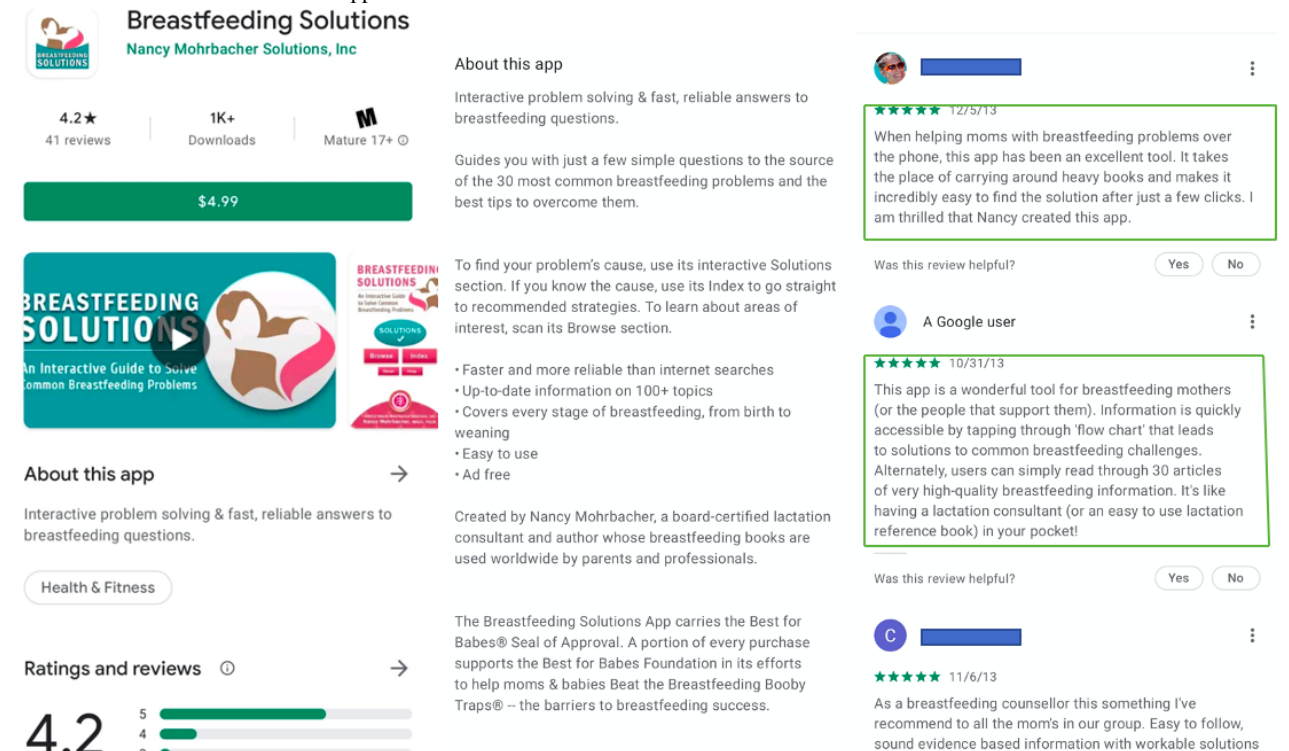 Breastfeeding Solutions
Nancy Mohrbacher Solutions, Inc
BREASTFEEDING
SOLUTIONS
4.2★
41 reviews
1K+
Downloads
M
Mature 17+
$4.99
BREASTFEEDING
SOLUTIONS
An Interactive Guide to Solve
Common Breastfeeding Problems
BREASTFEEDIN
SOLUTIONS
An Interactive Guide
to Solve Common
Breastfeeding Problems
SOLUTIONS
Browse
Index
About this app
Interactive problem solving & fast, reliable answers to
breastfeeding questions.
Health & Fitness
Ratings and reviews
4.2
5
4
About this app
Interactive problem solving & fast, reliable answers to
breastfeeding questions.
Guides you with just a few simple questions to the source
of the 30 most common breastfeeding problems and the
best tips to overcome them.
To find your problem's cause, use its interactive Solutions
section. If you know the cause, use its Index to go straight
to recommended strategies. To learn about areas of
interest, scan its Browse section.
• Faster and more reliable than internet searches
• Up-to-date information on 100+ topics
• Covers every stage of breastfeeding, from birth to
weaning
• Easy to use
• Ad free
Created by Nancy Mohrbacher, a board-certified lactation
consultant and author whose breastfeeding books are
used worldwide by parents and professionals.
The Breastfeeding Solutions App carries the Best for
Babes® Seal of Approval. A portion of every purchase
supports the Best for Babes Foundation in its efforts
to help moms & babies Beat the Breastfeeding Booby
Traps® -- the barriers to breastfeeding success.
★★★★★ 12/5/13
When helping moms with breastfeeding problems over
the phone, this app has been an excellent tool. It takes
the place of carrying around heavy books and makes it
incredibly easy to find the solution after just a few clicks. I
am thrilled that Nancy created this app.
Was this review helpful?
Yes
No
A Google user
★★★★★ 10/31/13
This app is a wonderful tool for breastfeeding mothers
(or the people that support them). Information is quickly
accessible by tapping through 'flow chart' that leads
to solutions to common breastfeeding challenges.
Alternately, users can simply read through 30 articles
of very high-quality breastfeeding information. It's like
having a lactation consultant (or an easy to use lactation
reference book) in your pocket!
Was this review helpful?
Yes
No
C
★★★★★ 11/6/13
As a breastfeeding counsellor this something I've
recommend to all the mom's in our group. Easy to follow,
sound evidence based information with workable solutions